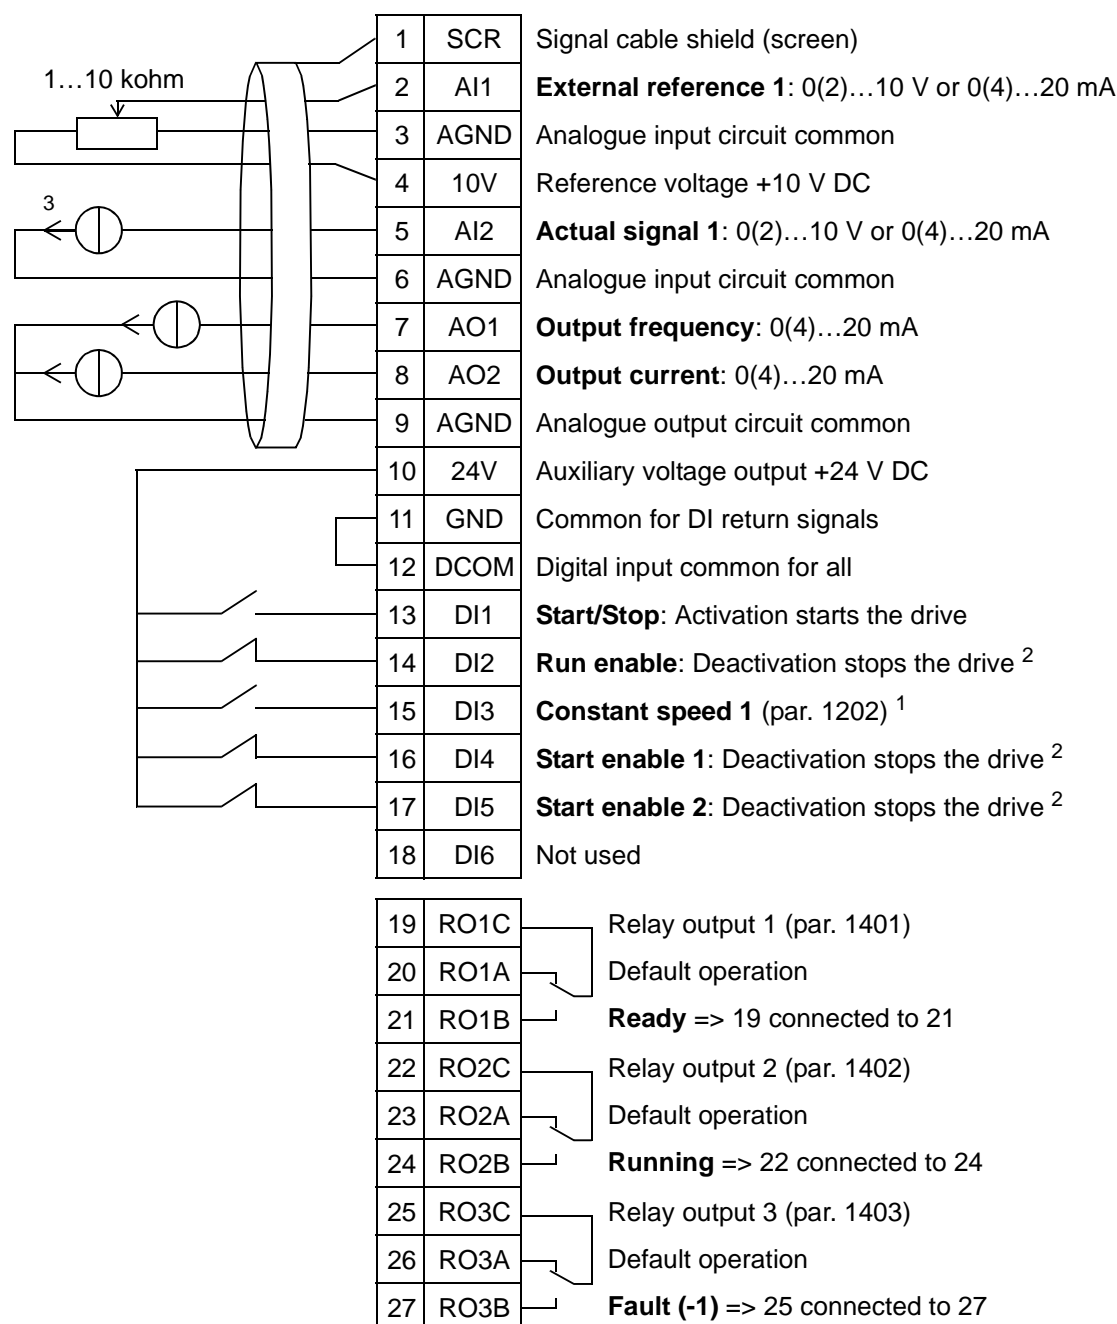 1 SCR Signal cable shield (screen)
1…10 kohm
2 AI1 External reference 1: 0(2)…10 V or 0(4)…20 mA
3 AGND Analogue input circuit common
4 10V Reference voltage +10 V DC
3
5 AI2 Actual signal 1: 0(2)…10 V or 0(4)…20 mA
6 AGND Analogue input circuit common
7 AO1 Output frequency: 0(4)…20 mA
8 AO2 Output current: 0(4)…20 mA
9 AGND Analogue output circuit common
10 24V Auxiliary voltage output +24 V DC
11 GND Common for DI return signals
12 DCOM Digital input common for all
13 DI1 Start/Stop: Activation starts the drive
14 DI2 Run enable: Deactivation stops the drive 2
15 DI3 Constant speed 1 (par. 1202) 1
16 DI4 Start enable 1: Deactivation stops the drive 2
17 DI5 Start enable 2: Deactivation stops the drive 2
18 DI6 Not used
19 RO1C Relay output 1 (par. 1401)
20 RO1A Default operation
21 RO1B Ready => 19 connected to 21
22 RO2C Relay output 2 (par. 1402)
23 RO2A Default operation
24 RO2B Running => 22 connected to 24
25 RO3C Relay output 3 (par. 1403)
26 RO3A Default operation
27 RO3B Fault (-1) => 25 connected to 27